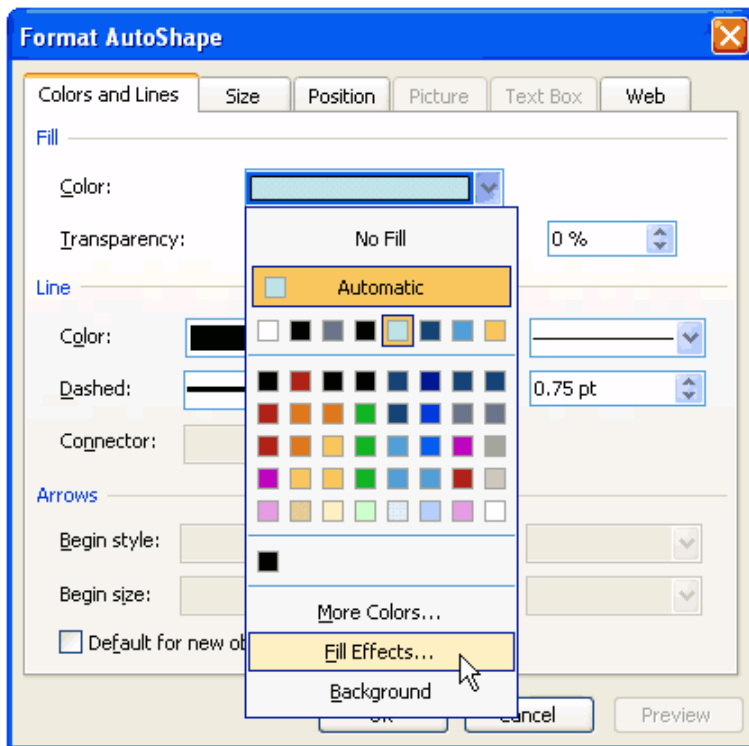 Format AutoShape
Colors and Lines Size Position Picture Text Box Web
Fill
Color:
Transparency: No Fill 0 %
Line Automatic
Color:
Dashed: 0.75 pt
Connector:
Arrows
Begin style:
Begin size:
More Colors...
Default for new ob
Fill Effects...
Background
Cancel Preview